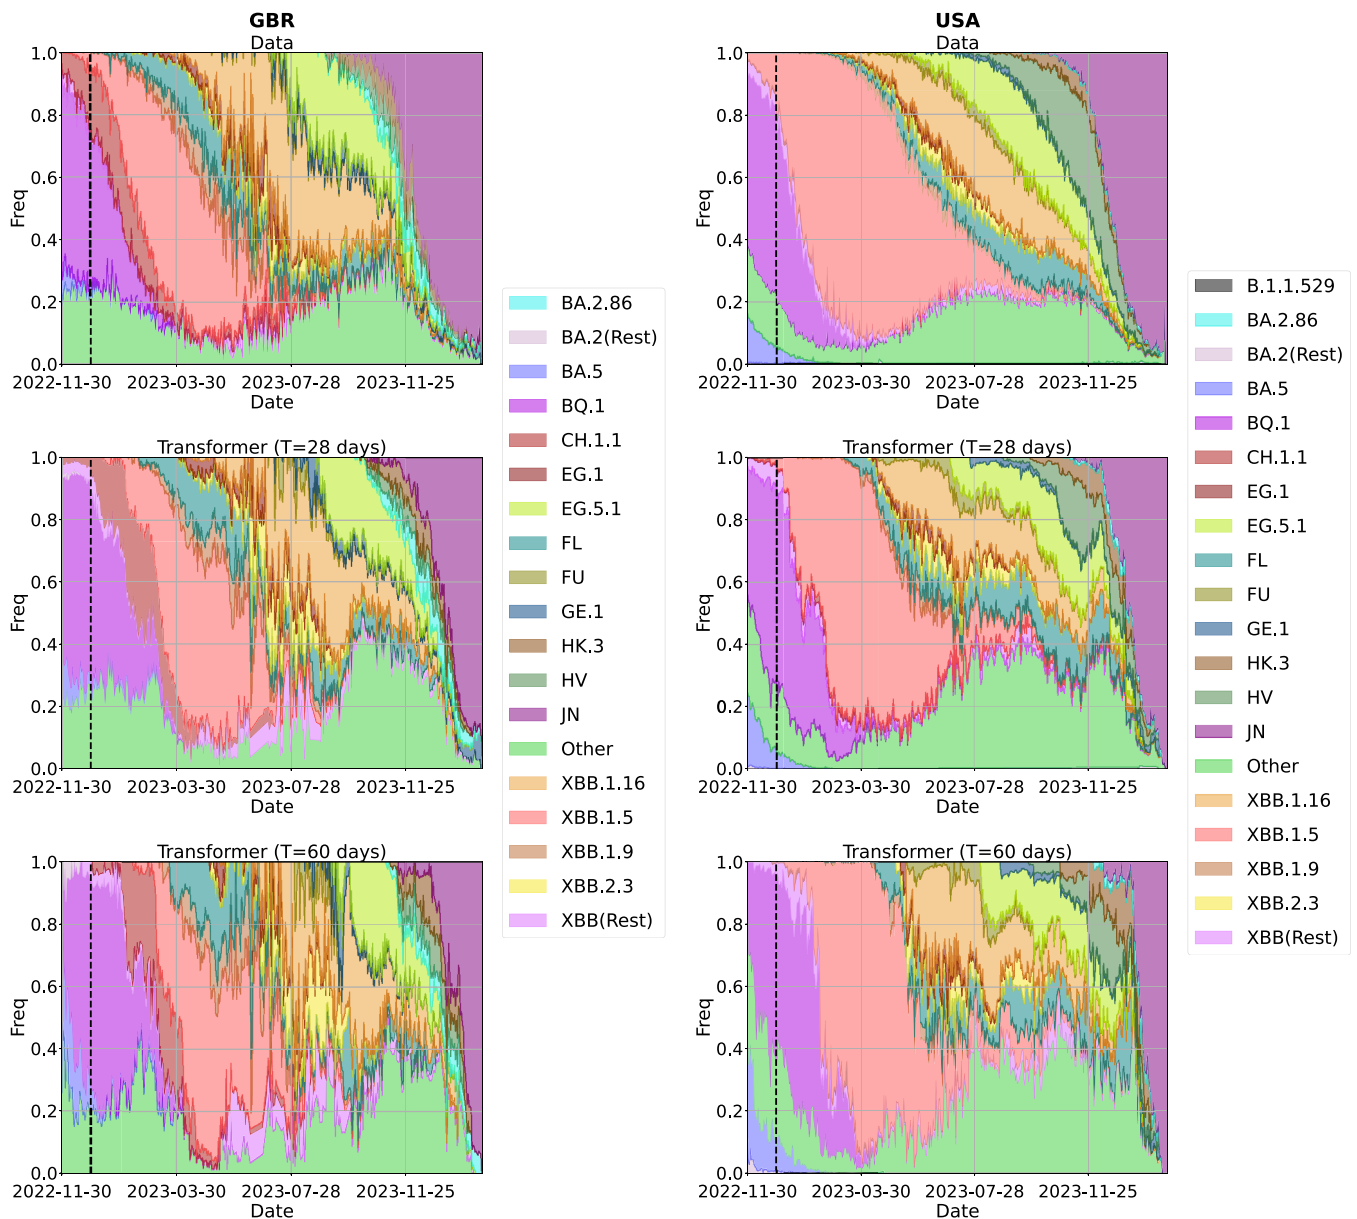 GBR
Data
Freq
1.0
0.8
0.6
0.4
0.2
0.0
2022-11-30 2023-03-30 2023-07-28 2023-11-25
Date
Transformer (T=28 days)
Freq
1.0
0.8
0.6
0.4
0.2
0.0
2022-11-30 2023-03-30 2023-07-28 2023-11-25
Date
Transformer (T=60 days)
Freq
1.0
0.8
0.6
0.4
0.2
0.0
2022-11-30 2023-03-30 2023-07-28 2023-11-25
Date
BA.2.86
BA.2(Rest)
BA.5
BQ.1
CH.1.1
EG.1
EG.5.1
FL
FU
GE.1
HK.3
HV
JN
Other
XBB.1.16
XBB.1.5
XBB.1.9
XBB.2.3
XBB(Rest)
USA
Data
Freq
1.0
0.8
0.6
0.4
0.2
0.0
2022-11-30 2023-03-30 2023-07-28 2023-11-25
Date
Transformer (T=28 days)
Freq
1.0
0.8
0.6
0.4
0.2
0.0
2022-11-30 2023-03-30 2023-07-28 2023-11-25
Date
Transformer (T=60 days)
Freq
1.0
0.8
0.6
0.4
0.2
0.0
2022-11-30 2023-03-30 2023-07-28 2023-11-25
Date
B.1.1.529
BA.2.86
BA.2(Rest)
BA.5
BQ.1
CH.1.1
EG.1
EG.5.1
FL
FU
GE.1
HK.3
HV
JN
Other
XBB.1.16
XBB.1.5
XBB.1.9
XBB.2.3
XBB(Rest)